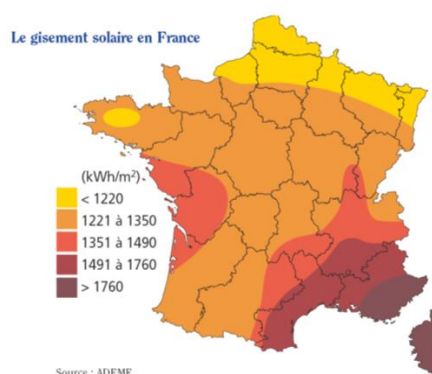 Le gisement solaire en France
(kWh/m²)
< 1220
1221 à 1350
1351 à 1490
1491 à 1760
> 1760
Source : ADEME